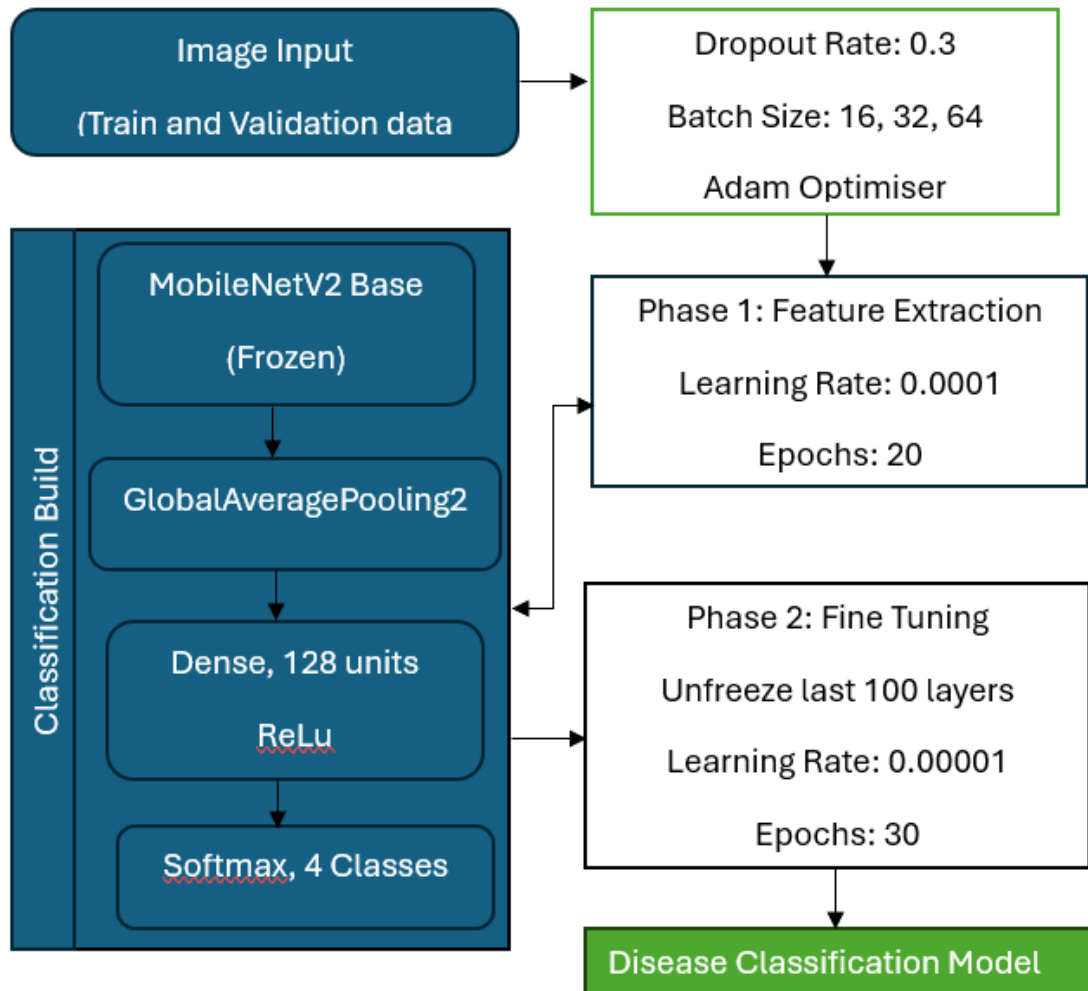 Image Input
(Train and Validation data
Dropout Rate: 0.3
Batch Size: 16, 32, 64
Adam Optimiser
Phase 1: Feature Extraction
Learning Rate: 0.0001
Epochs: 20
Classification Build
MobileNetV2 Base
(Frozen)
GlobalAveragePooling2
Dense, 128 units
ReLu
Softmax, 4 Classes
Phase 2: Fine Tuning
Unfreeze last 100 layers
Learning Rate: 0.00001
Epochs: 30
Disease Classification Model